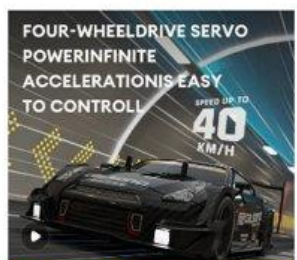 FOUR-WHEELDRIVE SERVO
POWERINFINITE
ACCELERATIONIS EASY
TO CONTROLL
SPEED UP TO
40
KM/H